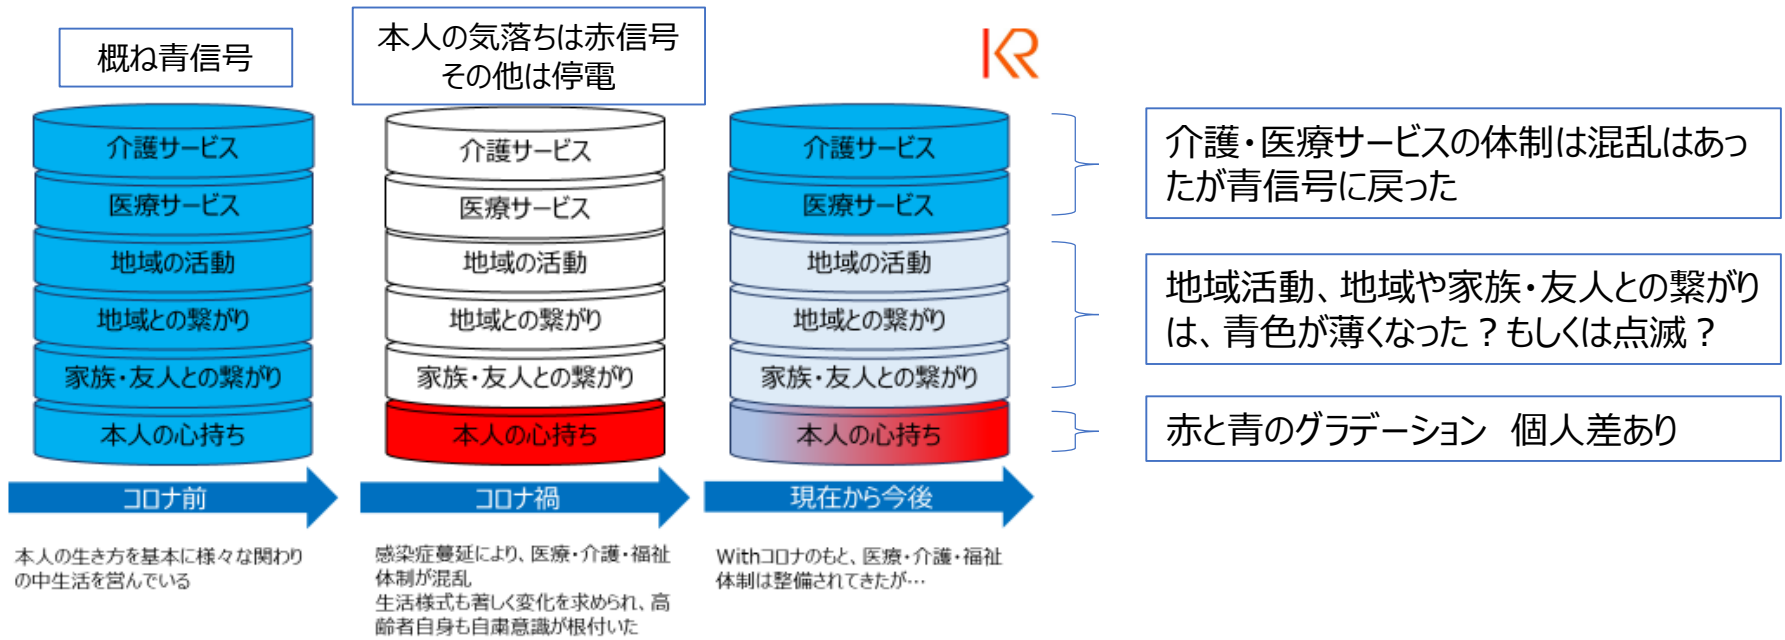 概ね青信号
本人の気落ちは赤信号
その他は停電
KR
介護サービス
医療サービス
地域の活動
地域との繋がり
家族・友人との繋がり
本人の心持ち
コロナ前
本人の生き方を基本に様々な関わり
の中生活を営んでいる
介護サービス
医療サービス
地域の活動
地域との繋がり
家族・友人との繋がり
本人の心持ち
コロナ禍
感染症蔓延により、医療・介護・福祉
体制が混乱
生活様式も著しく変化を求められ、高
齢者自身も自粛意識が根付いた
介護サービス
医療サービス
地域の活動
地域との繋がり
家族・友人との繋がり
本人の心持ち
現在から今後
Withコロナのもと、医療・介護・福祉
体制は整備されてきたが…
介護・医療サービスの体制は混乱はあっ
たが青信号に戻った
地域活動、地域や家族・友人との繋がり
は、青色が薄くなった？もしくは点滅？
赤と青のグラデーション　個人差あり